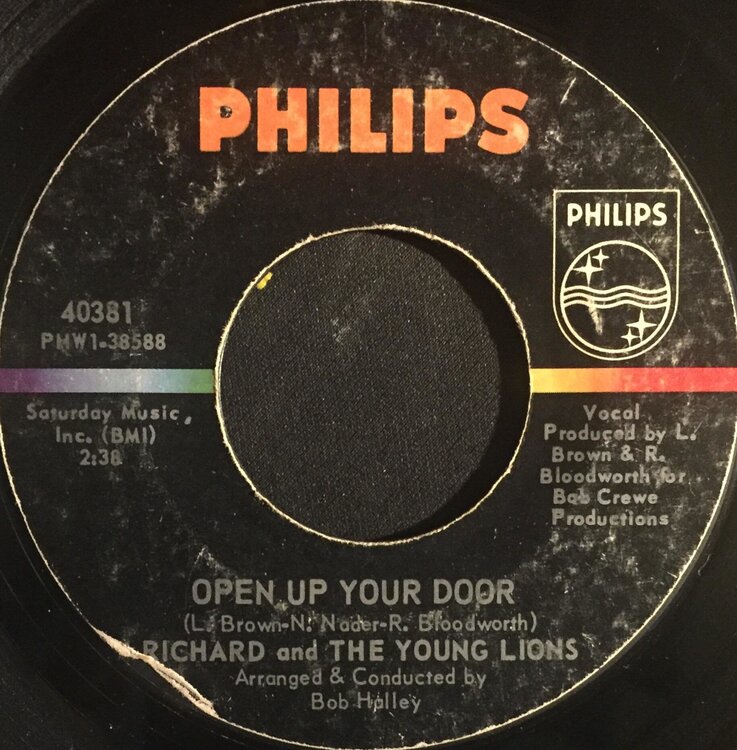 PHILIPS
PHILIPS
40381
PMW1-38588
Saturday Music,
Inc. (BMI)
2:38
Vocal
Produced by L.
Brown & R.
Bloodworth for
Bob Crewe
Productions
OPEN UP YOUR DOOR
(L. Brown-N. Nader-R. Bloodworth)
RICHARD and THE YOUNG LIONS
Arranged & Conducted by
Bob Halley